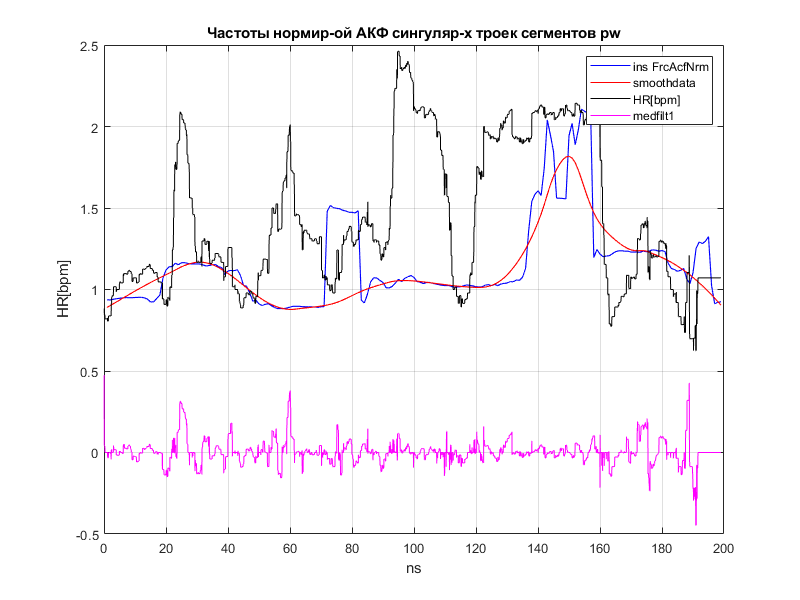 Частоты нормир-ой АКФ сингуляр-х троек сегментов pw
2.5
2
1.5
1
0.5
0
-0.5
HR[bpm]
ins FrcAcfNrm
smoothdata
HR[bpm]
medfilt1
0 20 40 60 80 100 120 140 160 180 200
ns